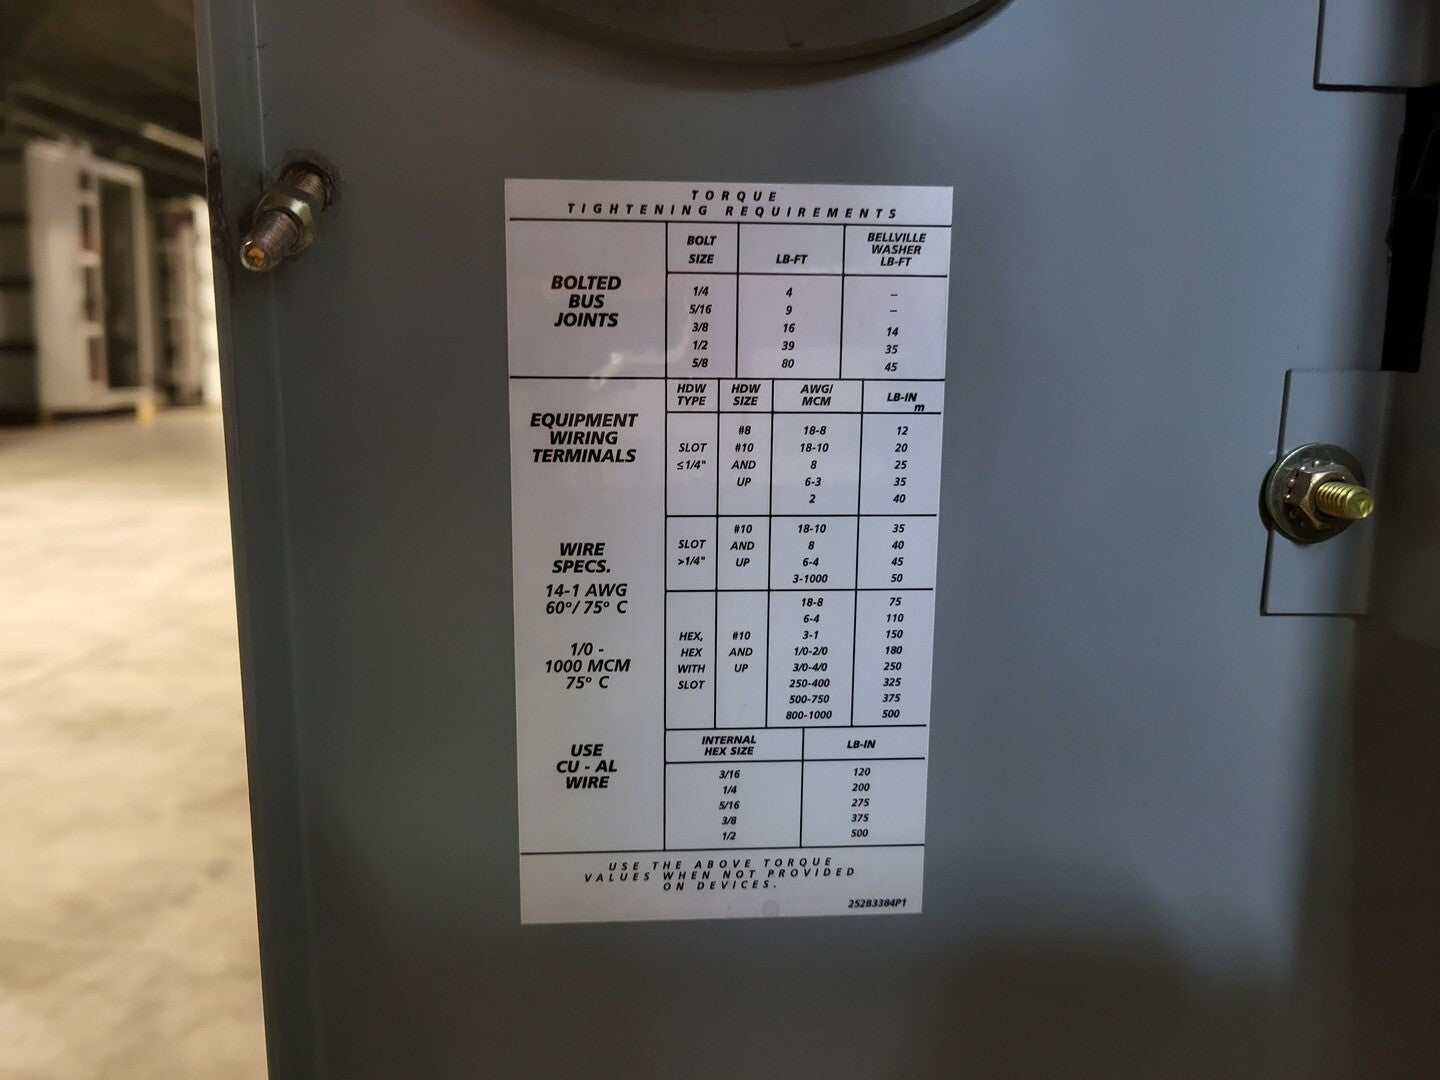 TORQUE
TIGHTENING REQUIREMENTS
BOLTED
BUS
JOINTS
BOLT
SIZE
LB-FT
BELLVILLE
WASHER
LB-FT
1/4 4 –
5/16 9 –
3/8 16 14
1/2 39 35
5/8 80 45
EQUIPMENT
WIRING
TERMINALS
WIRE
SPECS.
14-1 AWG
60°/75° C
1/0 -
1000 MCM
75° C
USE
CU - AL
WIRE
HDW
TYPE
HDW
SIZE
AWG/
MCM
LB-IN
m
#8 18-8 12
SLOT #10 18-10 20
≤1/4" AND 8 25
UP 6-3 35
2 40
#10 18-10 35
SLOT AND 8 40
>1/4" UP 6-4 45
3-1000 50
18-8 75
6-4 110
HEX, #10 3-1 150
HEX AND 1/0-2/0 180
WITH UP 3/0-4/0 250
SLOT 250-400 325
500-750 375
800-1000 500
INTERNAL
HEX SIZE
LB-IN
3/16 120
1/4 200
5/16 275
3/8 375
1/2 500
USE THE ABOVE TORQUE
VALUES WHEN NOT PROVIDED
ON DEVICES.
252B3384P1